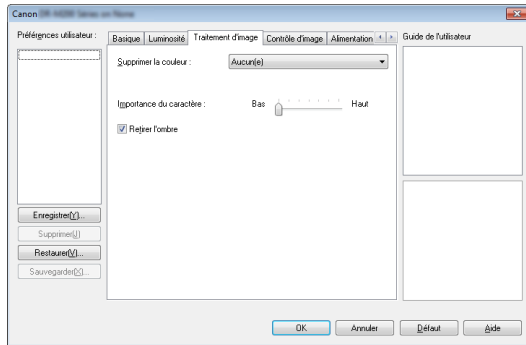 Canon
Préférences utilisateur :
Enregistrer(Y)...
Supprimer(J)
Restaurer(V)...
Sauvegarder(X)...
Basique Luminosité Traitement d'image Contrôle d'image Alimentation
Supprimer la couleur : Aucun(e)
Importance du caractère : Bas Haut
Retirer l'ombre
Guide de l'utilisateur
OK Annuler Défaut Aide